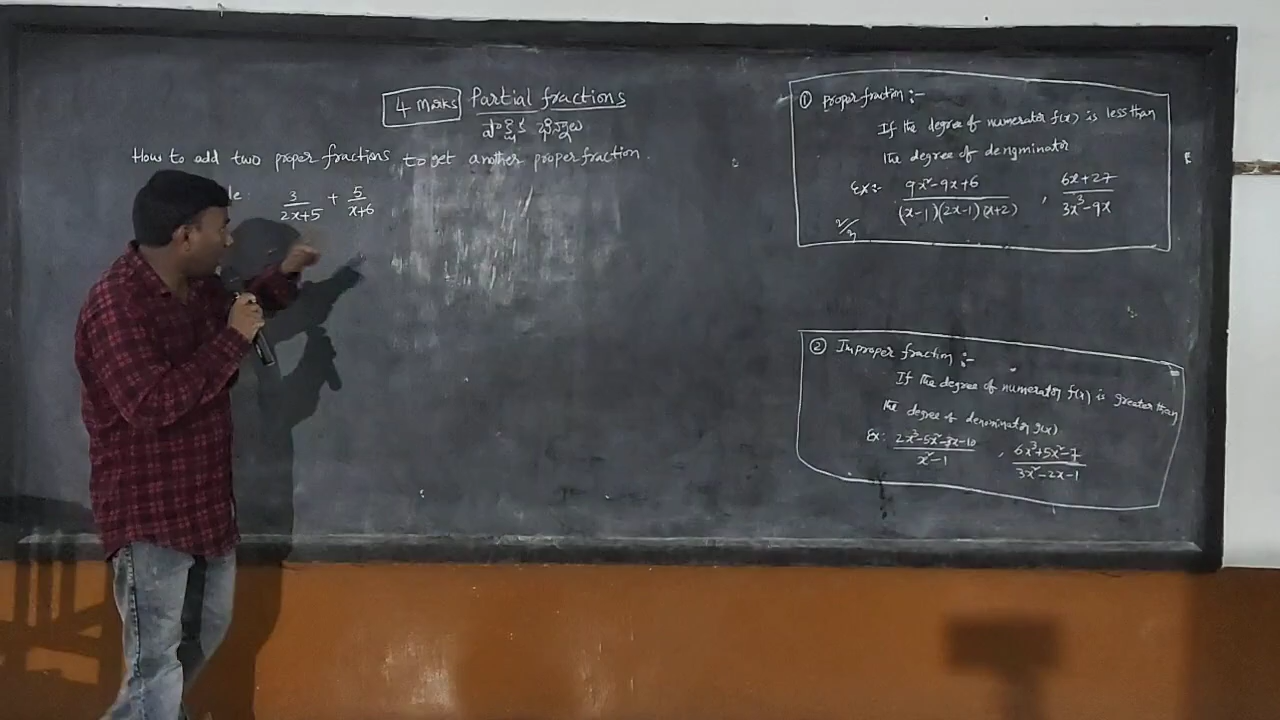 4 Marks Partial fractions
పాక్షిక భిన్నాలు
How to add two proper fractions to get another proper fraction.
3/(2x+5) + 5/(x+6)
① Proper fraction :-
If the degree of numerator f(x) is less than
the degree of dengminator
Ex:- (9x²-9x+6)/((x-1)(2x-1)(x+2)) , (6x+27)/(3x³-9x)
② Improper fraction :-
If the degree of numerator f(x) is greater than
the degree of denominator g(x)
Ex: (2x³-5x²-3x-10)/(x²-1) , (6x³+5x²-7)/(3x²-2x-1)